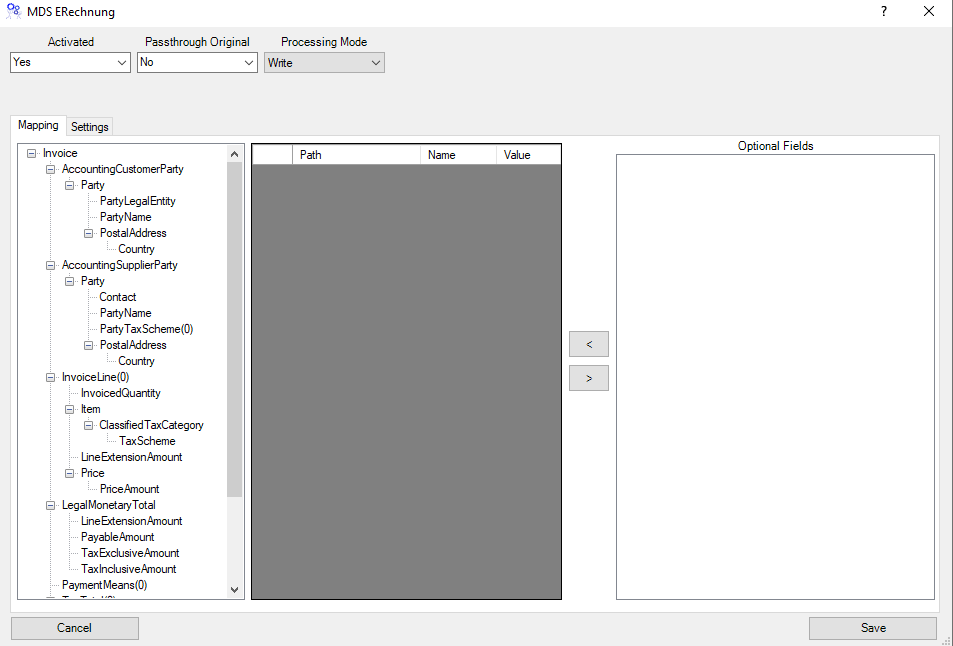 MDS ERechnung ?
Activated Passthrough Original Processing Mode
Yes No Write
Mapping Settings
Invoice
AccountingCustomerParty
Party
PartyLegalEntity
PartyName
PostalAddress
Country
AccountingSupplierParty
Party
Contact
PartyName
PartyTaxScheme(0)
PostalAddress
Country
InvoiceLine(0)
InvoicedQuantity
Item
ClassifiedTaxCategory
TaxScheme
LineExtensionAmount
Price
PriceAmount
LegalMonetaryTotal
LineExtensionAmount
PayableAmount
TaxExclusiveAmount
TaxInclusiveAmount
PaymentMeans(0)
Path Name Value
<
>
Optional Fields
Cancel Save